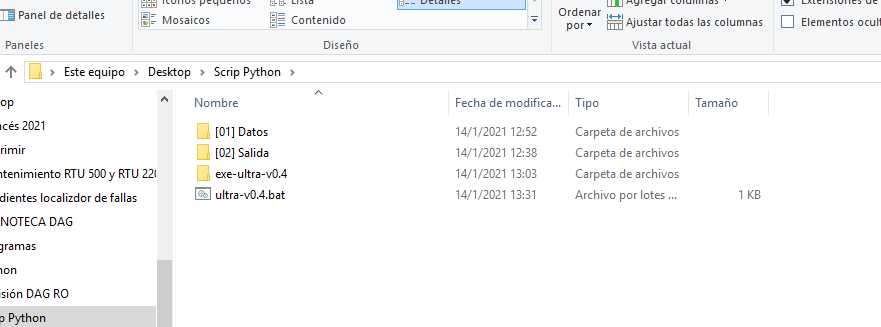 Panel de detalles
Iconos pequeños
Lista
Detalles
Mosaicos
Contenido
Ordenar
por
Agregar columnas
Ajustar todas las columnas
Extensiones de
Elementos ocult
Paneles
Diseño
Vista actual
Este equipo > Desktop > Scrip Python >
Nombre Fecha de modifica... Tipo Tamaño
[01] Datos 14/1/2021 12:52 Carpeta de archivos
[02] Salida 14/1/2021 12:38 Carpeta de archivos
exe-ultra-v0.4 14/1/2021 13:03 Carpeta de archivos
ultra-v0.4.bat 14/1/2021 13:31 Archivo por lotes ... 1 KB
op
ncés 2021
rimir
ntenimiento RTU 500 y RTU 220
dientes localizdor de fallas
NOTECA DAG
gramas
hon
isión DAG RO
p Python